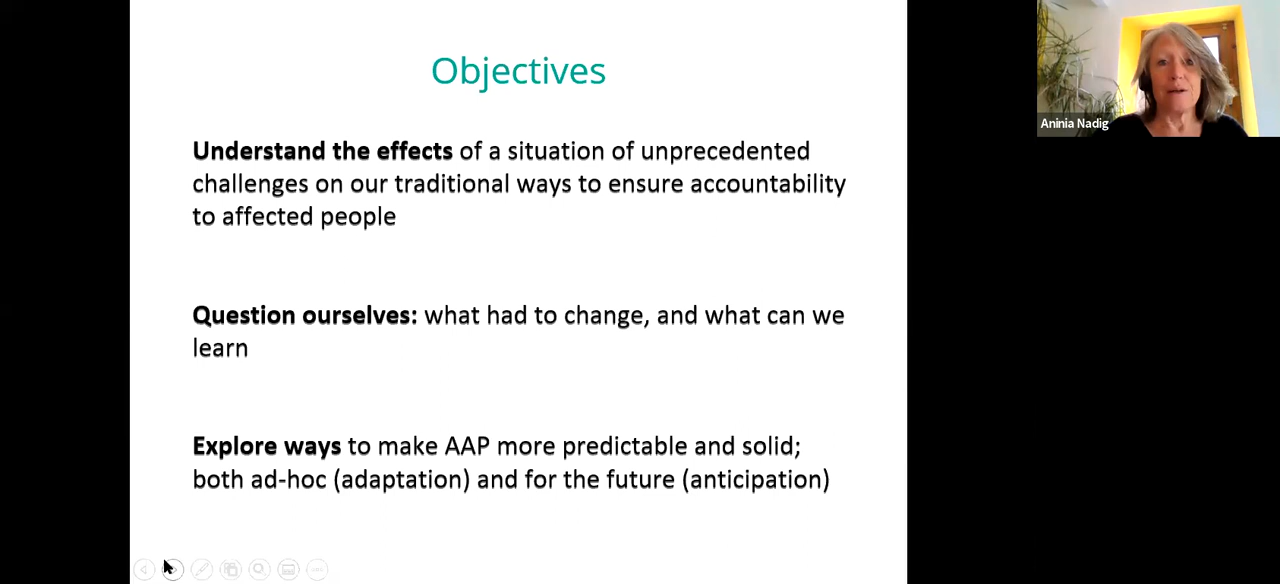 Objectives
Understand the effects of a situation of unprecedented
challenges on our traditional ways to ensure accountability
to affected people
Question ourselves: what had to change, and what can we
learn
Explore ways to make AAP more predictable and solid;
both ad-hoc (adaptation) and for the future (anticipation)
Aninia Nadig